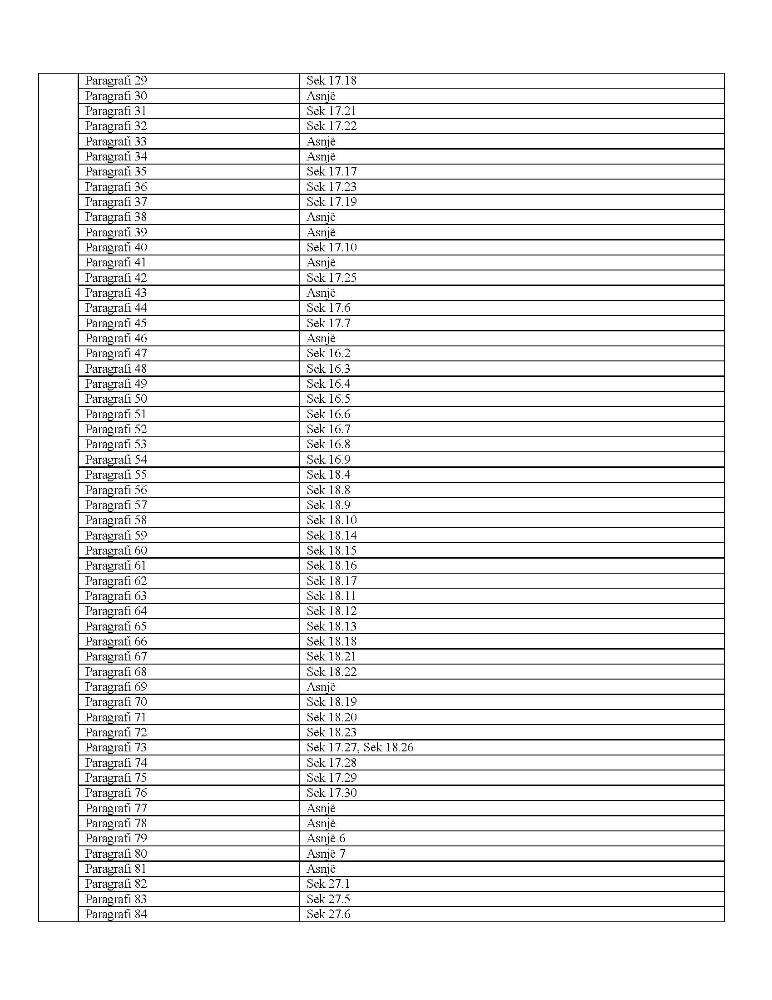 Paragrafi 29 Sek 17.18
Paragrafi 30 Asnjë
Paragrafi 31 Sek 17.21
Paragrafi 32 Sek 17.22
Paragrafi 33 Asnjë
Paragrafi 34 Asnjë
Paragrafi 35 Sek 17.17
Paragrafi 36 Sek 17.23
Paragrafi 37 Sek 17.19
Paragrafi 38 Asnjë
Paragrafi 39 Asnjë
Paragrafi 40 Sek 17.10
Paragrafi 41 Asnjë
Paragrafi 42 Sek 17.25
Paragrafi 43 Asnjë
Paragrafi 44 Sek 17.6
Paragrafi 45 Sek 17.7
Paragrafi 46 Asnjë
Paragrafi 47 Sek 16.2
Paragrafi 48 Sek 16.3
Paragrafi 49 Sek 16.4
Paragrafi 50 Sek 16.5
Paragrafi 51 Sek 16.6
Paragrafi 52 Sek 16.7
Paragrafi 53 Sek 16.8
Paragrafi 54 Sek 16.9
Paragrafi 55 Sek 18.4
Paragrafi 56 Sek 18.8
Paragrafi 57 Sek 18.9
Paragrafi 58 Sek 18.10
Paragrafi 59 Sek 18.14
Paragrafi 60 Sek 18.15
Paragrafi 61 Sek 18.16
Paragrafi 62 Sek 18.17
Paragrafi 63 Sek 18.11
Paragrafi 64 Sek 18.12
Paragrafi 65 Sek 18.13
Paragrafi 66 Sek 18.18
Paragrafi 67 Sek 18.21
Paragrafi 68 Sek 18.22
Paragrafi 69 Asnjë
Paragrafi 70 Sek 18.19
Paragrafi 71 Sek 18.20
Paragrafi 72 Sek 18.23
Paragrafi 73 Sek 17.27, Sek 18.26
Paragrafi 74 Sek 17.28
Paragrafi 75 Sek 17.29
Paragrafi 76 Sek 17.30
Paragrafi 77 Asnjë
Paragrafi 78 Asnjë
Paragrafi 79 Asnjë 6
Paragrafi 80 Asnjë 7
Paragrafi 81 Asnjë
Paragrafi 82 Sek 27.1
Paragrafi 83 Sek 27.5
Paragrafi 84 Sek 27.6